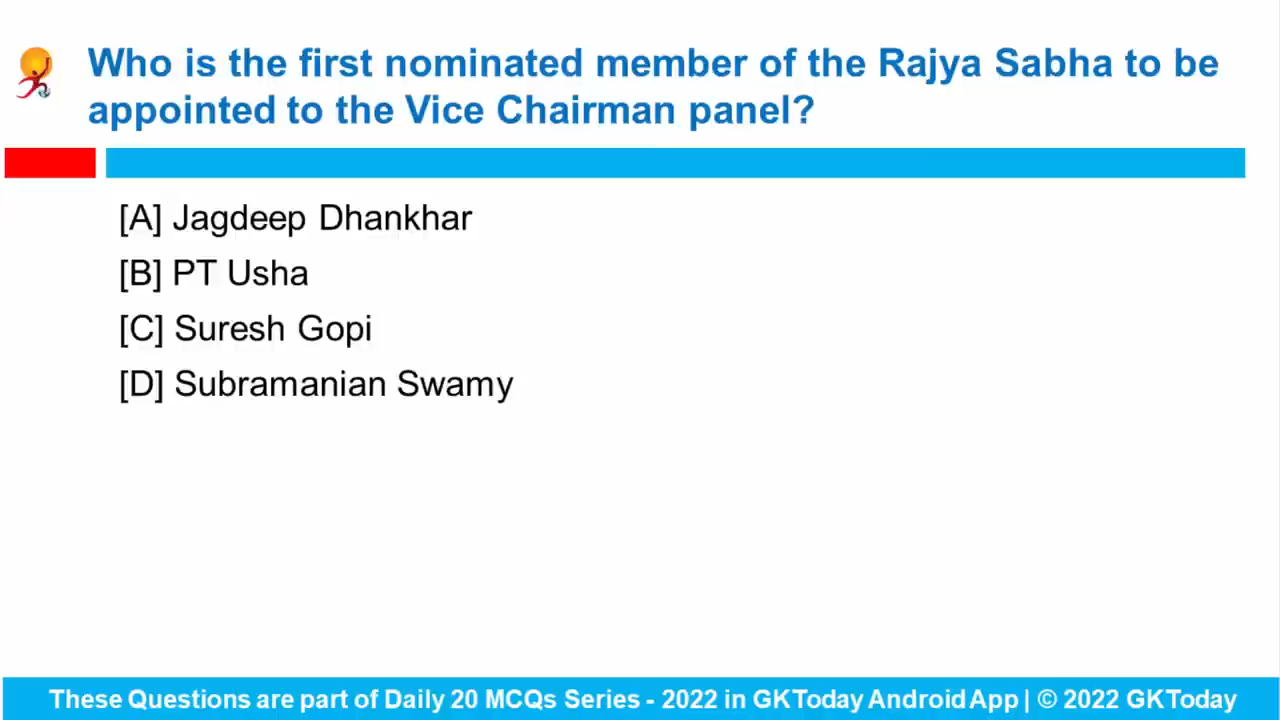 Who is the first nominated member of the Rajya Sabha to be
appointed to the Vice Chairman panel?
[A] Jagdeep Dhankhar
[B] PT Usha
[C] Suresh Gopi
[D] Subramanian Swamy
These Questions are part of Daily 20 MCQs Series - 2022 in GKToday Android App | © 2022 GKToday